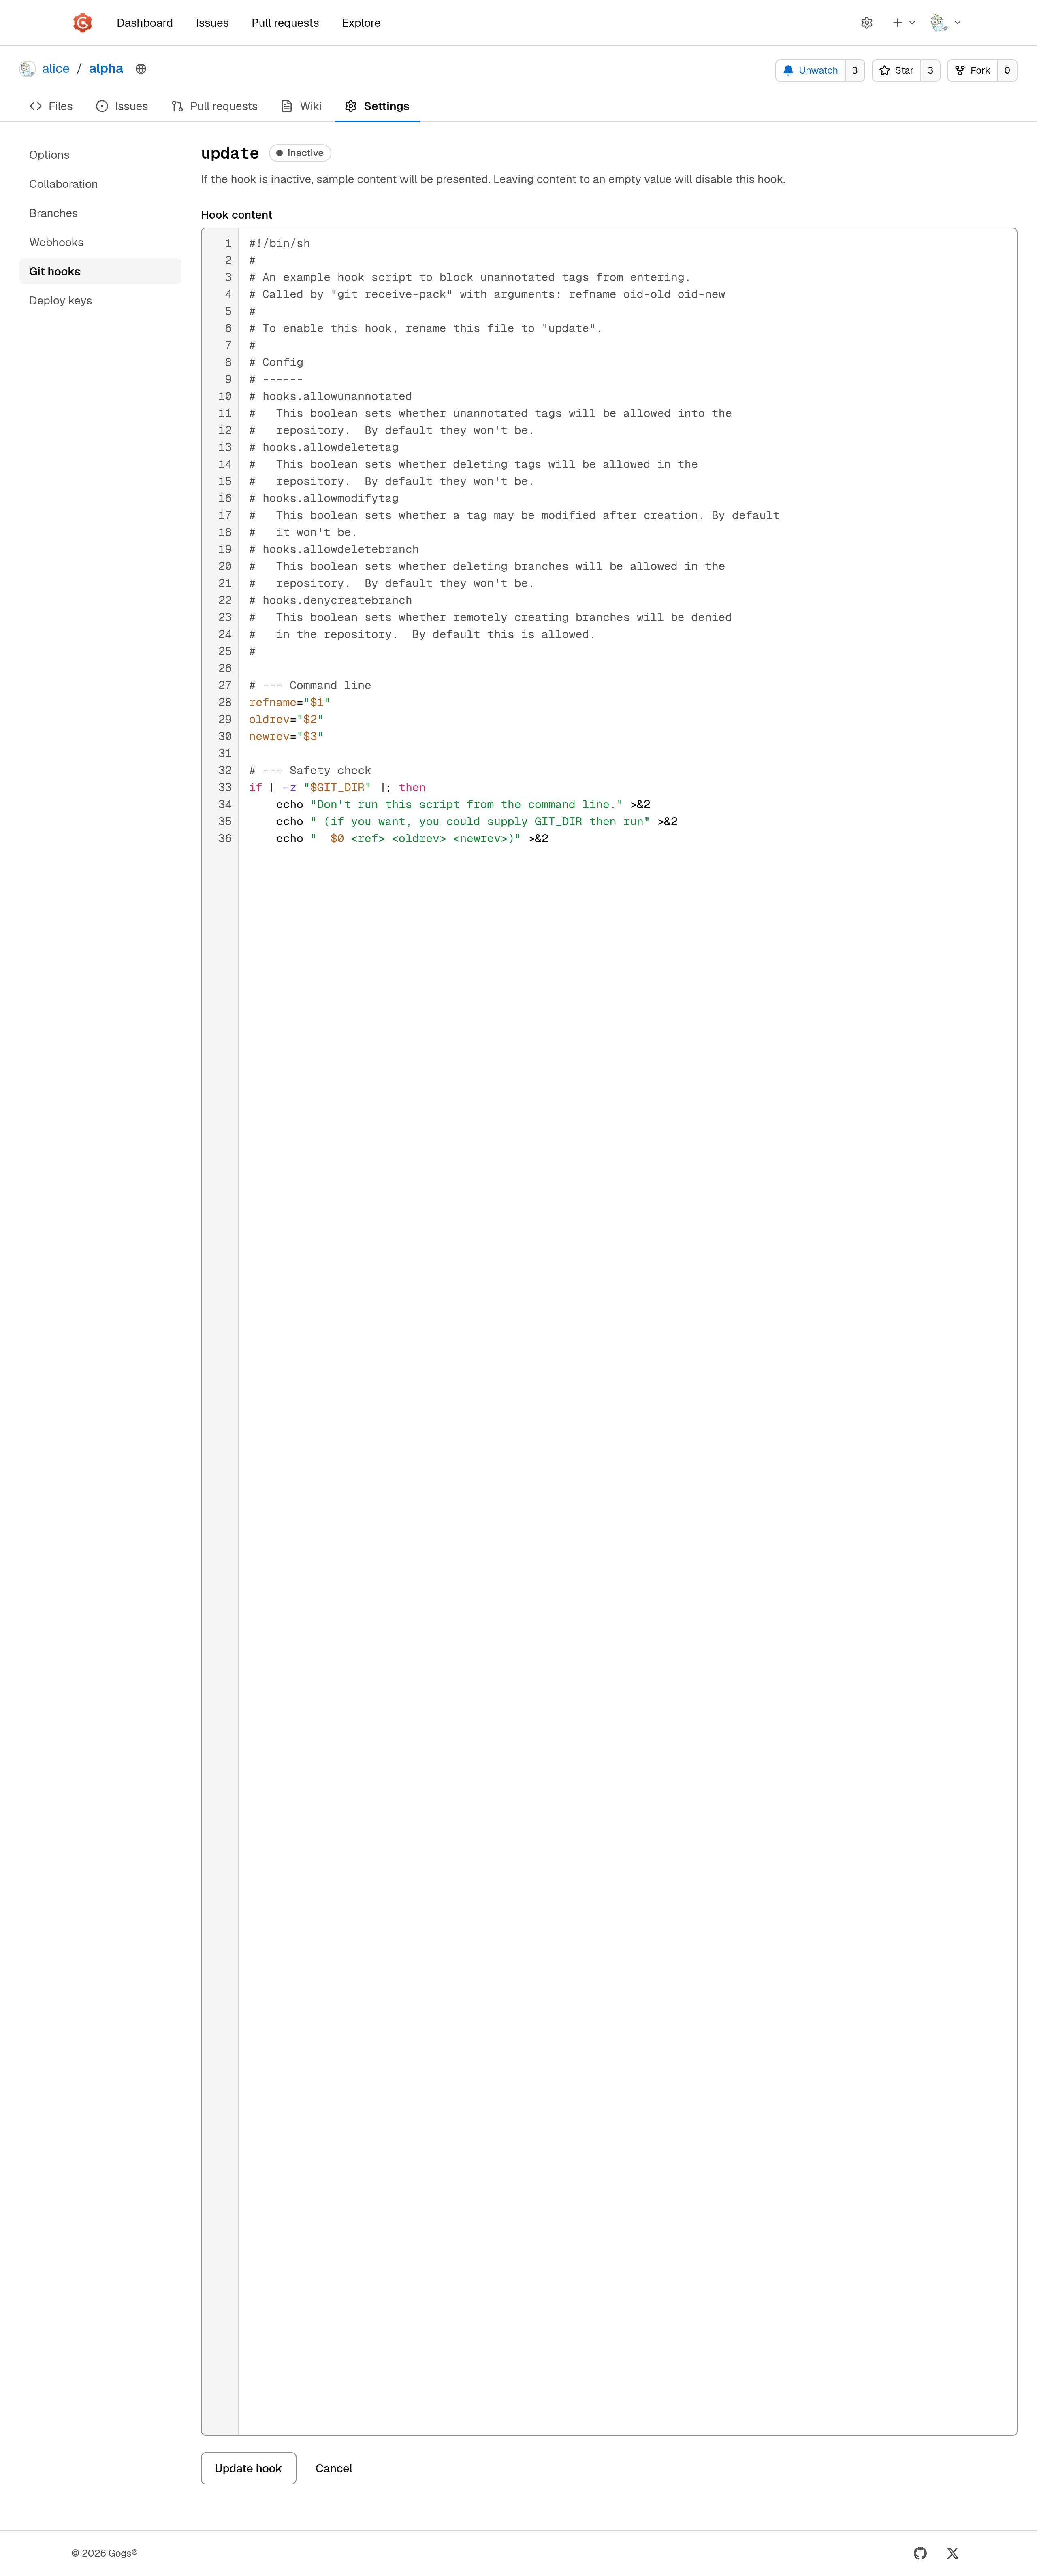 Dashboard Issues Pull requests Explore
alice / alpha
Unwatch 3 Star 3 Fork 0
Files Issues Pull requests Wiki Settings
Options
Collaboration
Branches
Webhooks
Git hooks
Deploy keys
update Inactive
If the hook is inactive, sample content will be presented. Leaving content to an empty value will disable this hook.
Hook content
1 #!/bin/sh
2 #
3 # An example hook script to block unannotated tags from entering.
4 # Called by "git receive-pack" with arguments: refname oid-old oid-new
5 #
6 # To enable this hook, rename this file to "update".
7 #
8 # Config
9 # ------
10 # hooks.allowunannotated
11 #   This boolean sets whether unannotated tags will be allowed into the
12 #   repository.  By default they won't be.
13 # hooks.allowdeletetag
14 #   This boolean sets whether deleting tags will be allowed in the
15 #   repository.  By default they won't be.
16 # hooks.allowmodifytag
17 #   This boolean sets whether a tag may be modified after creation. By default
18 #   it won't be.
19 # hooks.allowdeletebranch
20 #   This boolean sets whether deleting branches will be allowed in the
21 #   repository.  By default they won't be.
22 # hooks.denycreatebranch
23 #   This boolean sets whether remotely creating branches will be denied
24 #   in the repository.  By default this is allowed.
25 #
26
27 # --- Command line
28 refname="$1"
29 oldrev="$2"
30 newrev="$3"
31
32 # --- Safety check
33 if [ -z "$GIT_DIR" ]; then
34     echo "Don't run this script from the command line." >&2
35     echo " (if you want, you could supply GIT_DIR then run" >&2
36     echo "  $0 <ref> <oldrev> <newrev>)" >&2
Update hook Cancel
© 2026 Gogs®